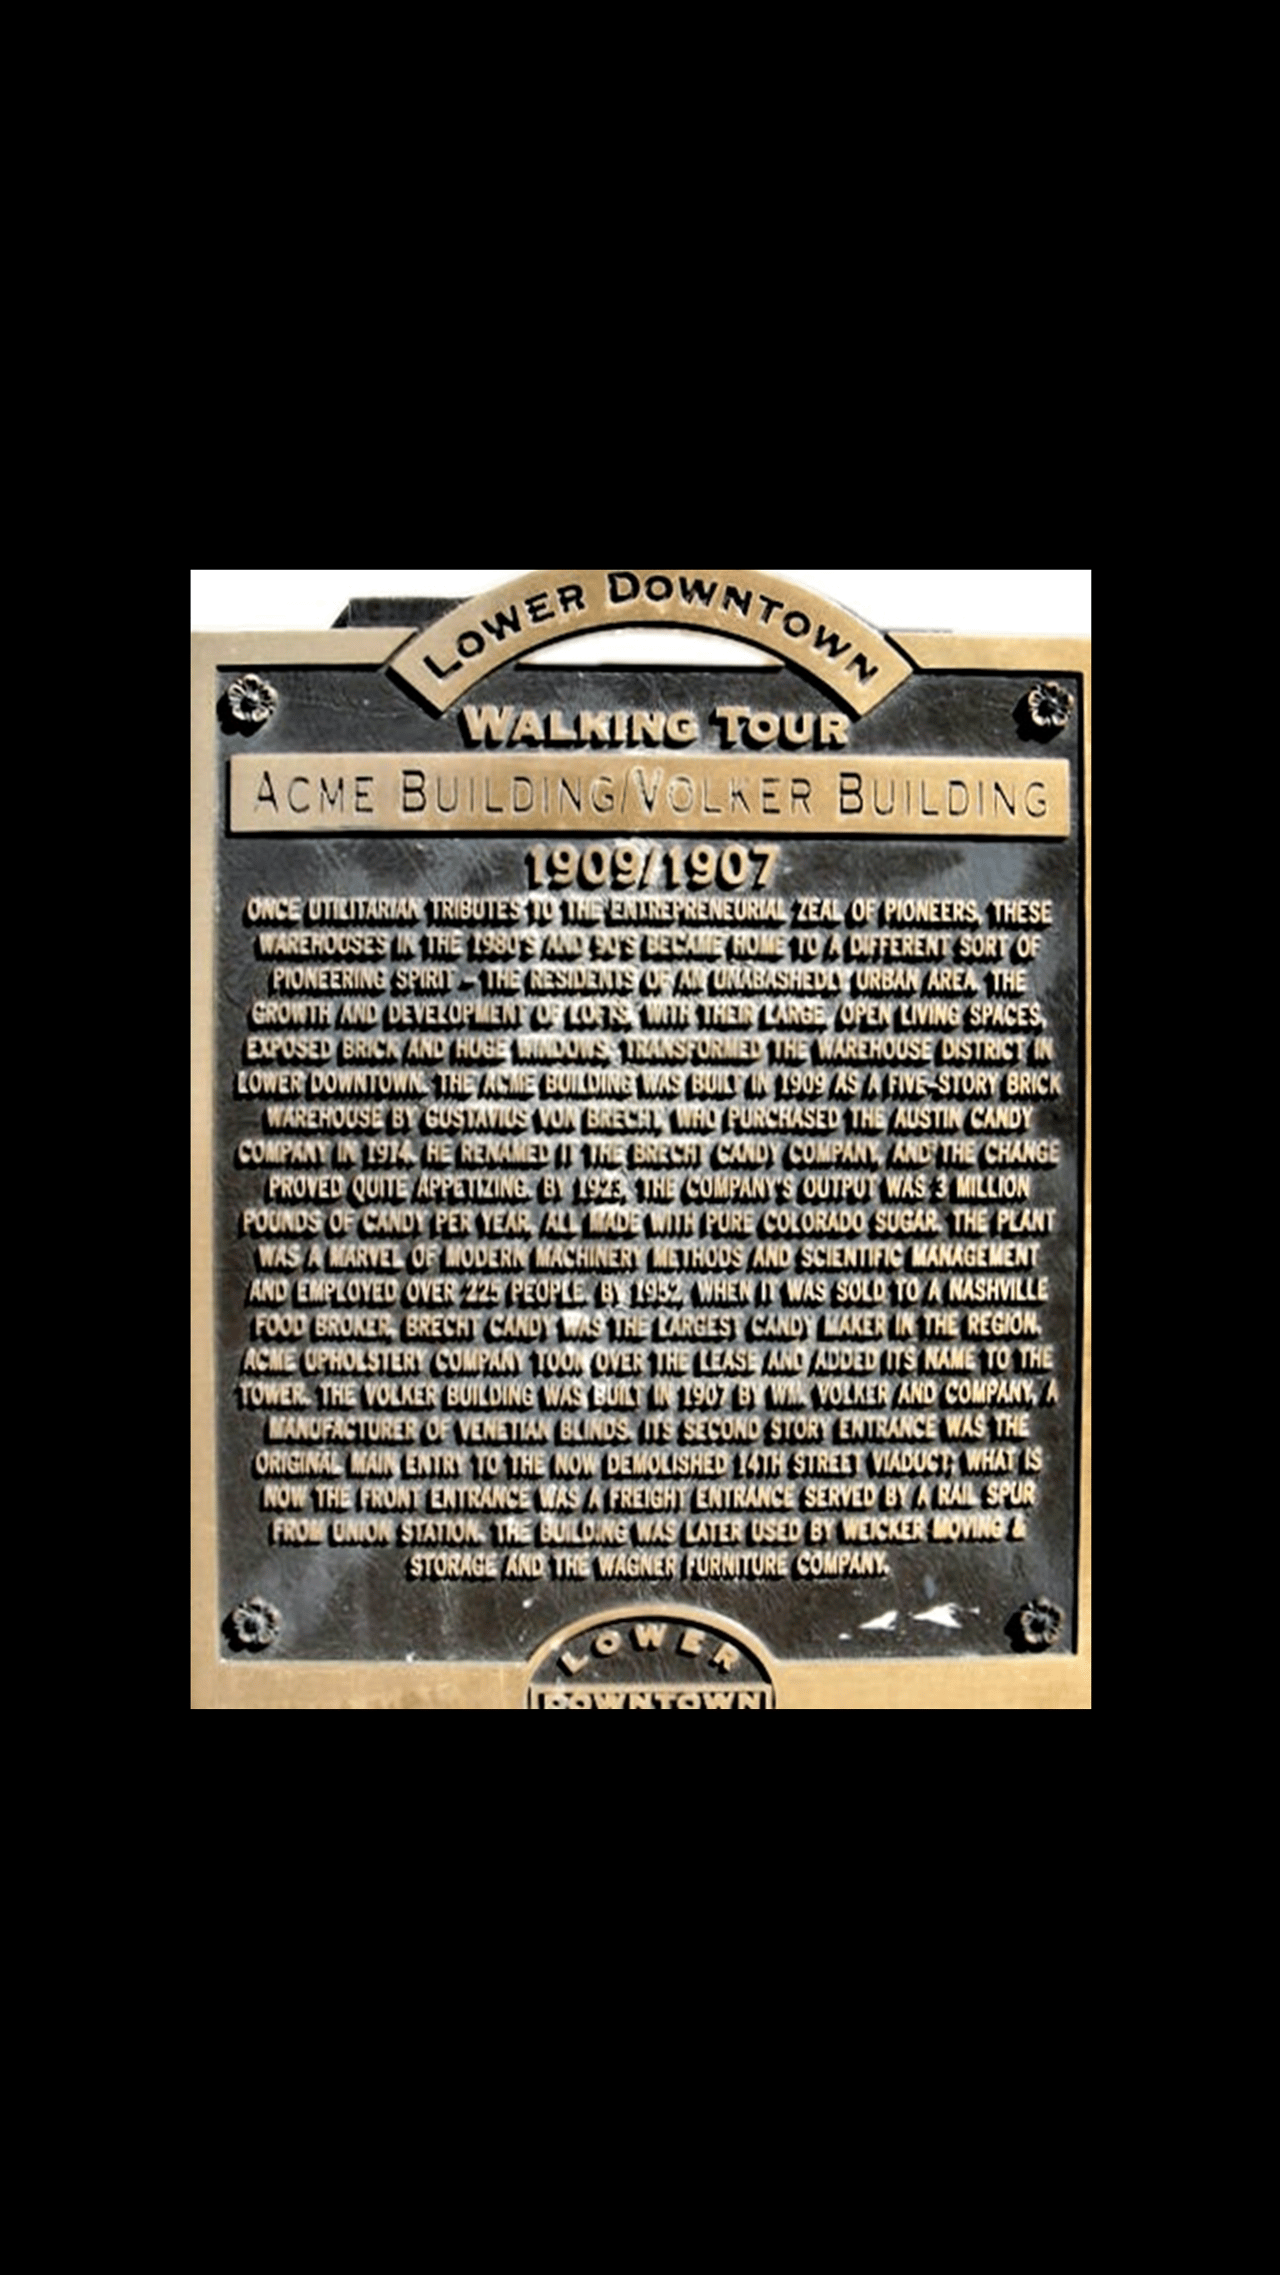 LOWER DOWNTOWN
WALKING TOUR
ACME BUILDING/VOLKER BUILDING
1909/1907
ONCE UTILITARIAN TRIBUTES TO THE ENTREPRENEURIAL ZEAL OF PIONEERS, THESE
WAREHOUSES IN THE 1980'S AND 90'S BECAME HOME TO A DIFFERENT SORT OF
PIONEERING SPIRIT – THE RESIDENTS OF AN UNABASHEDLY URBAN AREA. THE
GROWTH AND DEVELOPMENT OF LOFTS, WITH THEIR LARGE, OPEN LIVING SPACES,
EXPOSED BRICK AND HUGE WINDOWS, TRANSFORMED THE WAREHOUSE DISTRICT IN
LOWER DOWNTOWN. THE ACME BUILDING WAS BUILT IN 1909 AS A FIVE-STORY BRICK
WAREHOUSE BY GUSTAVIUS VON BRECHT, WHO PURCHASED THE AUSTIN CANDY
COMPANY IN 1914. HE RENAMED IT THE BRECHT CANDY COMPANY, AND THE CHANGE
PROVED QUITE APPETIZING. BY 1923, THE COMPANY'S OUTPUT WAS 3 MILLION
POUNDS OF CANDY PER YEAR, ALL MADE WITH PURE COLORADO SUGAR. THE PLANT
WAS A MARVEL OF MODERN MACHINERY METHODS AND SCIENTIFIC MANAGEMENT
AND EMPLOYED OVER 225 PEOPLE. BY 1952, WHEN IT WAS SOLD TO A NASHVILLE
FOOD BROKER, BRECHT CANDY WAS THE LARGEST CANDY MAKER IN THE REGION.
ACME UPHOLSTERY COMPANY TOOK OVER THE LEASE AND ADDED ITS NAME TO THE
TOWER. THE VOLKER BUILDING WAS BUILT IN 1907 BY WM. VOLKER AND COMPANY, A
MANUFACTURER OF VENETIAN BLINDS. ITS SECOND STORY ENTRANCE WAS THE
ORIGINAL MAIN ENTRY TO THE NOW DEMOLISHED 14TH STREET VIADUCT; WHAT IS
NOW THE FRONT ENTRANCE WAS A FREIGHT ENTRANCE SERVED BY A RAIL SPUR
FROM UNION STATION. THE BUILDING WAS LATER USED BY WEICKER MOVING &
STORAGE AND THE WAGNER FURNITURE COMPANY.
LOWER
DOWNTOWN